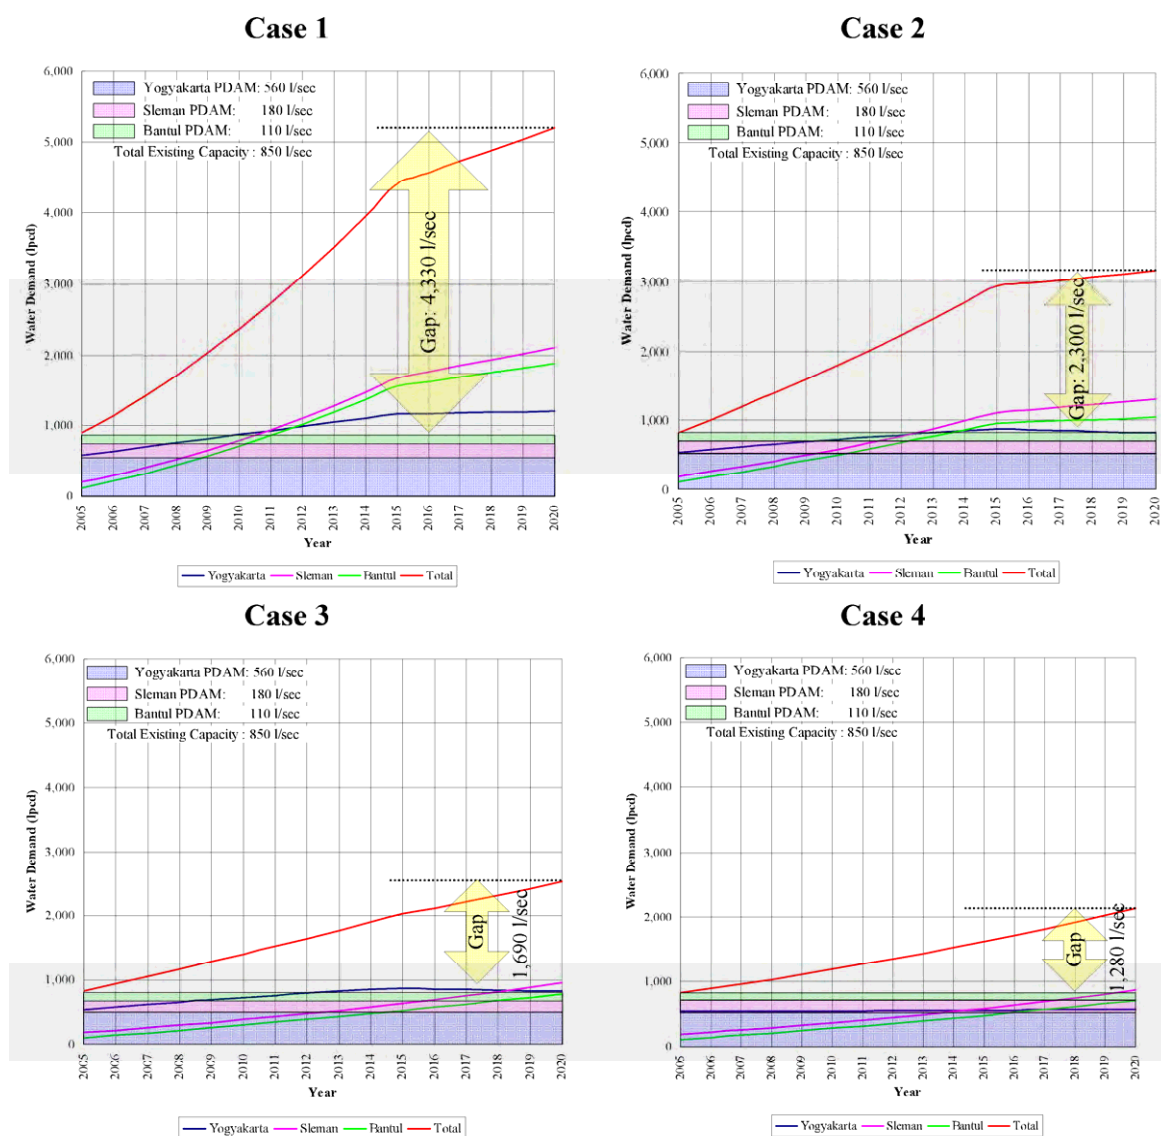 Case 1
6,000
5,000
4,000
3,000
2,000
1,000
0
Water Demand (lpcd)
Yogyakarta PDAM: 560 l/sec
Sleman PDAM: 180 l/sec
Bantul PDAM: 110 l/sec
Total Existing Capacity : 850 l/sec
Gap: 4,330 l/sec
2005 2006 2007 2008 2009 2010 2011 2012 2013 2014 2015 2016 2017 2018 2019 2020
Year
Yogyakarta Sleman Bantul Total
Case 2
6,000
5,000
4,000
3,000
2,000
1,000
0
Water Demand (lpcd)
Yogyakarta PDAM: 560 l/sec
Sleman PDAM: 180 l/sec
Bantul PDAM: 110 l/sec
Total Existing Capacity : 850 l/sec
Gap: 2,300 l/sec
2005 2006 2007 2008 2009 2010 2011 2012 2013 2014 2015 2016 2017 2018 2019 2020
Year
Yogyakarta Sleman Bantul Total
Case 3
6,000
5,000
4,000
3,000
2,000
1,000
0
Water Demand (lpcd)
Yogyakarta PDAM: 560 l/sec
Sleman PDAM: 180 l/sec
Bantul PDAM: 110 l/sec
Total Existing Capacity : 850 l/sec
Gap
1,690 l/sec
2005 2006 2007 2008 2009 2010 2011 2012 2013 2014 2015 2016 2017 2018 2019 2020
Year
Yogyakarta Sleman Bantul Total
Case 4
6,000
5,000
4,000
3,000
2,000
1,000
0
Water Demand (lpcd)
Yogyakarta PDAM: 560 l/sec
Sleman PDAM: 180 l/sec
Bantul PDAM: 110 l/sec
Total Existing Capacity : 850 l/sec
Gap
1,280 l/sec
2005 2006 2007 2008 2009 2010 2011 2012 2013 2014 2015 2016 2017 2018 2019 2020
Year
Yogyakarta Sleman Bantul Total